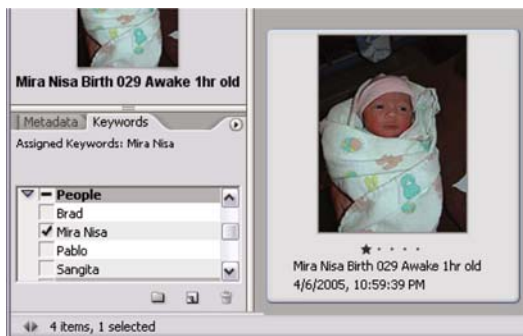 Mira Nisa Birth 029 Awake 1hr old
Metadata Keywords
Assigned Keywords: Mira Nisa
People
Brad
Mira Nisa
Pablo
Sangita
4 items, 1 selected
Mira Nisa Birth 029 Awake 1hr old
4/6/2005, 10:59:39 PM